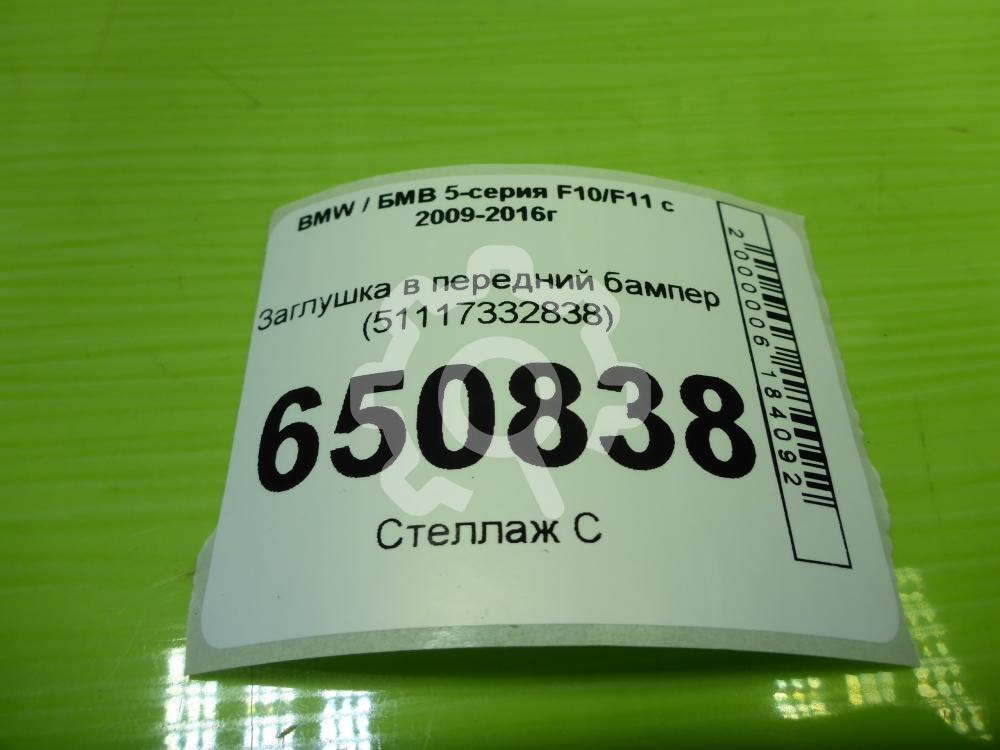 BMW / БМВ 5-серия F10/F11 с
2009-2016г
Заглушка в передний бампер
(51117332838)
650838
Стеллаж С
2000006184092